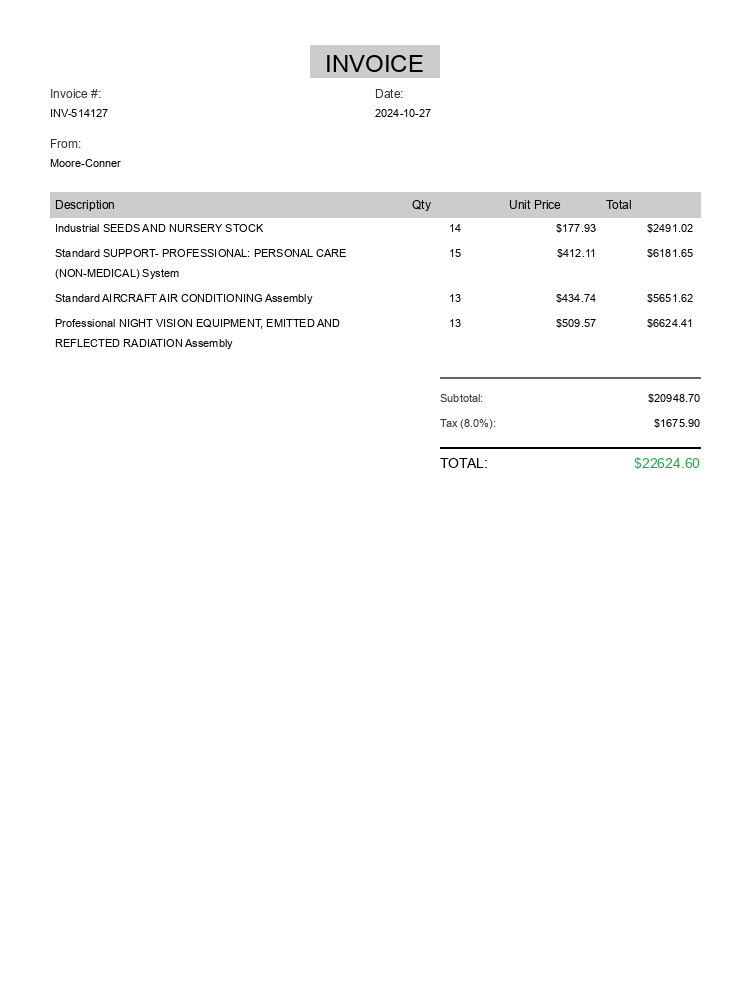 INVOICE
Invoice #: Date:
INV-514127 2024-10-27
From:
Moore-Conner
Description Qty Unit Price Total
Industrial SEEDS AND NURSERY STOCK 14 $177.93 $2491.02
Standard SUPPORT- PROFESSIONAL: PERSONAL CARE 15 $412.11 $6181.65
(NON-MEDICAL) System
Standard AIRCRAFT AIR CONDITIONING Assembly 13 $434.74 $5651.62
Professional NIGHT VISION EQUIPMENT, EMITTED AND 13 $509.57 $6624.41
REFLECTED RADIATION Assembly
Subtotal: $20948.70
Tax (8.0%): $1675.90
TOTAL: $22624.60